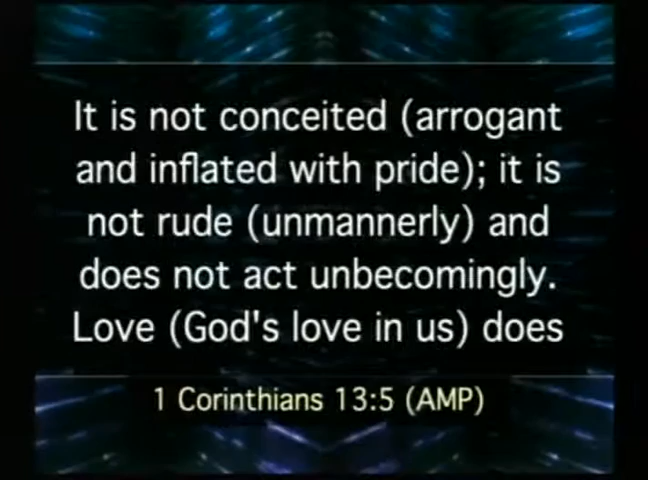 It is not conceited (arrogant
and inflated with pride); it is
not rude (unmannerly) and
does not act unbecomingly.
Love (God's love in us) does
1 Corinthians 13:5 (AMP)